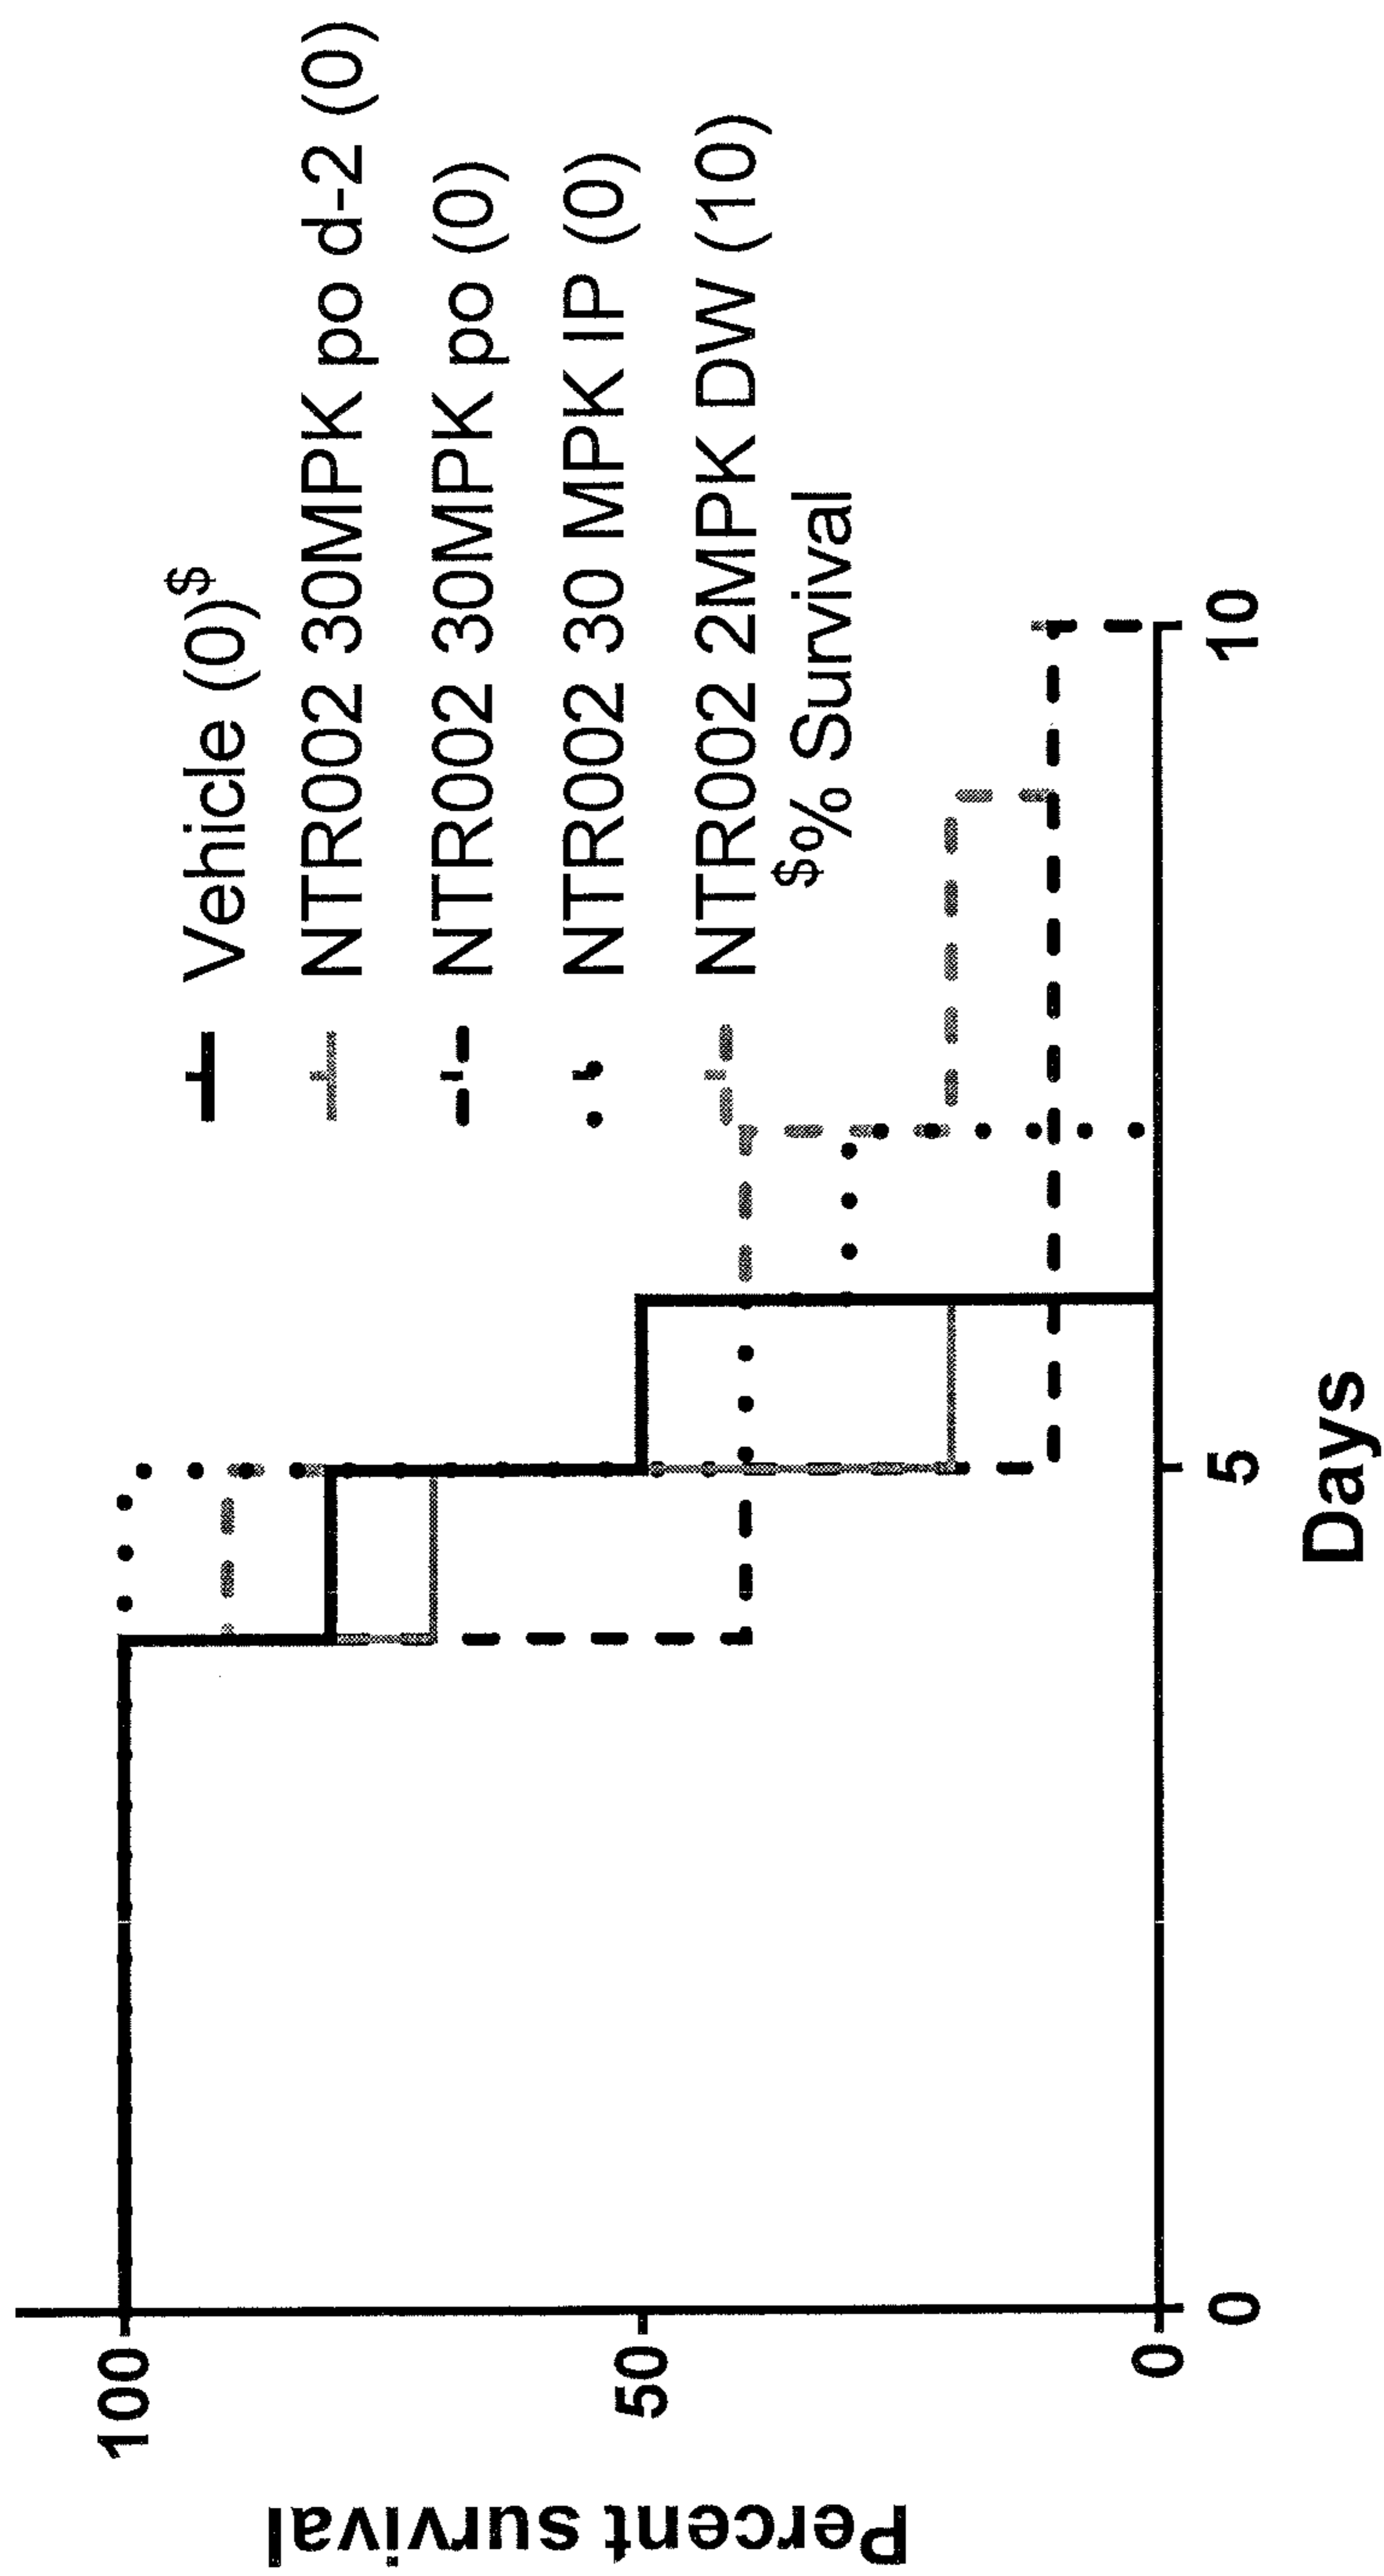 Percent survival
100
50
0
0
5
10
Days
Vehicle (0)$
NTR002 30MPK po d-2 (0)
NTR002 30MPK po (0)
NTR002 30 MPK IP (0)
NTR002 2MPK DW (10)
$% Survival